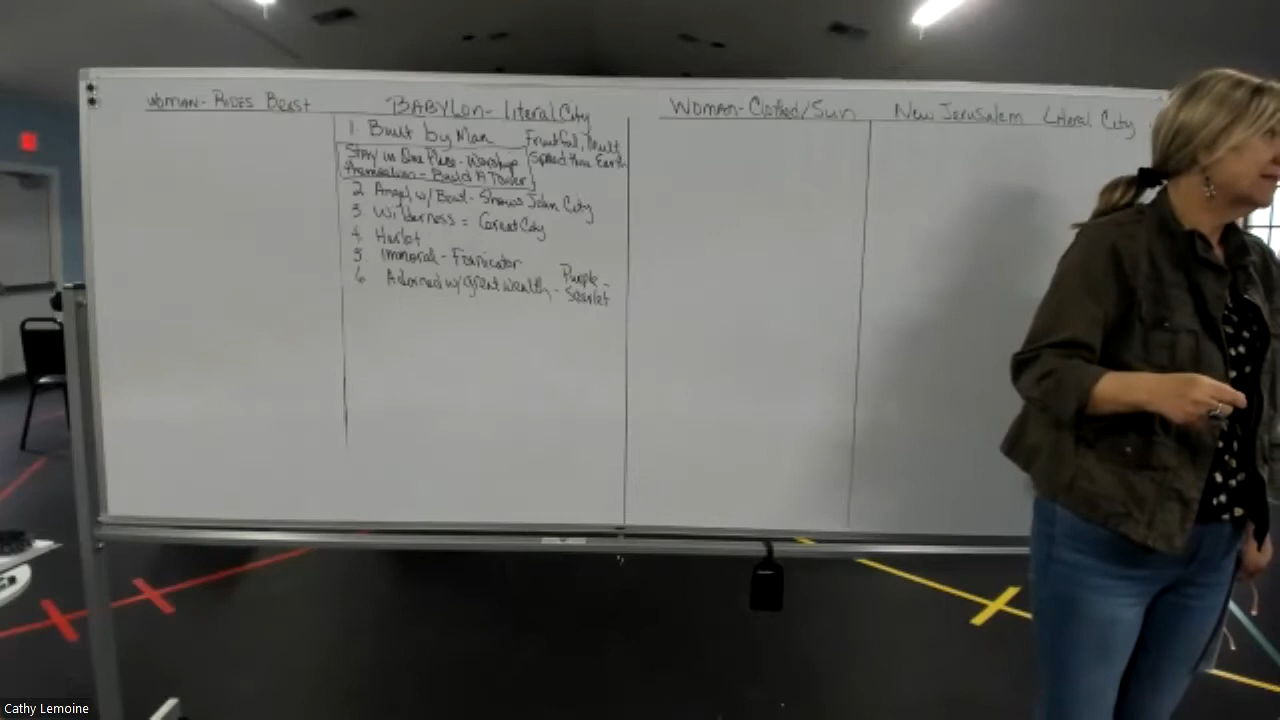 Woman - Rides Beast
BABYLON - Literal City
Woman - Clothed/Sun
New Jerusalem Literal City
1. Built by Man
Fruitful, Mult
Spread thru Earth
Stay in One Place - Worship
Themselves - Build A Tower
2 Angel w/ Bowl - Shows John City
3. Wilderness = Great City
4. Harlot
5 Immoral - Fornicator
6 Adorned w/ great wealth - Purple -
Scarlet
Cathy Lemoine